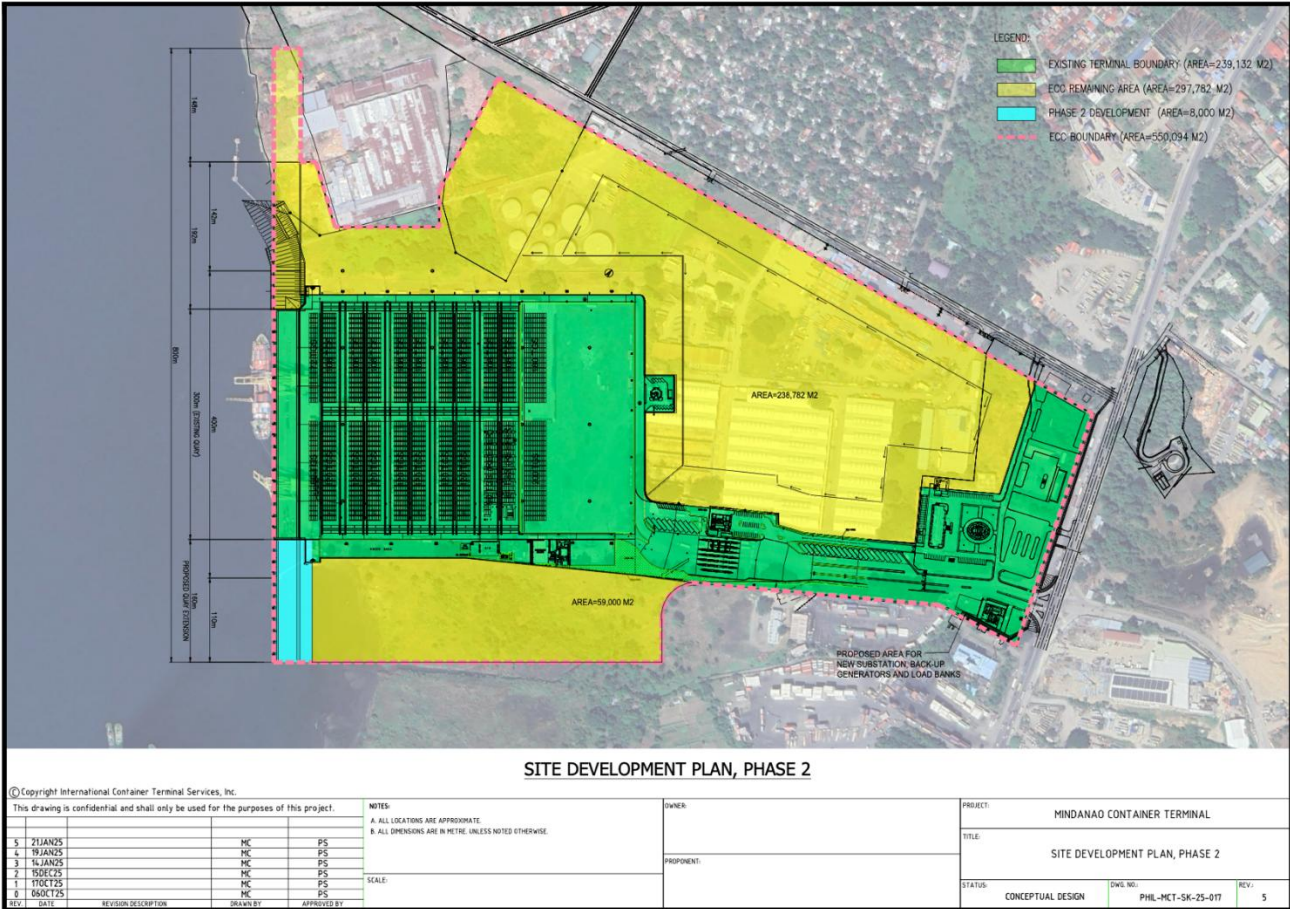 LEGEND:
EXISTING TERMINAL BOUNDARY (AREA=239,132 M2)
ECC REMAINING AREA (AREA=297,782 M2)
PHASE 2 DEVELOPMENT (AREA=8,000 M2)
ECC BOUNDARY (AREA=550,094 M2)
148m
142m
192m
800m
300m (EXISTING QUAY)
400m
PROPOSED QUAY EXTENSION
160m
110m
AREA=238,782 M2
AREA=59,000 M2
PROPOSED AREA FOR
NEW SUBSTATION, BACK-UP
GENERATORS AND LOAD BANKS
SITE DEVELOPMENT PLAN, PHASE 2
© Copyright International Container Terminal Services, Inc.
This drawing is confidential and shall only be used for the purposes of this project.
5 21JAN25 MC PS
4 19JAN25 MC PS
3 14JAN25 MC PS
2 15DEC25 MC PS
1 17OCT25 MC PS
0 06OCT25 MC PS
REV. DATE REVISION DESCRIPTION DRAWN BY APPROVED BY
NOTES:
A. ALL LOCATIONS ARE APPROXIMATE.
B. ALL DIMENSIONS ARE IN METRE, UNLESS NOTED OTHERWISE.
SCALE:
OWNER:
PROPONENT:
PROJECT:
MINDANAO CONTAINER TERMINAL
TITLE:
SITE DEVELOPMENT PLAN, PHASE 2
STATUS:
CONCEPTUAL DESIGN
DWG. NO.:
PHIL-MCT-SK-25-017
REV.:
5